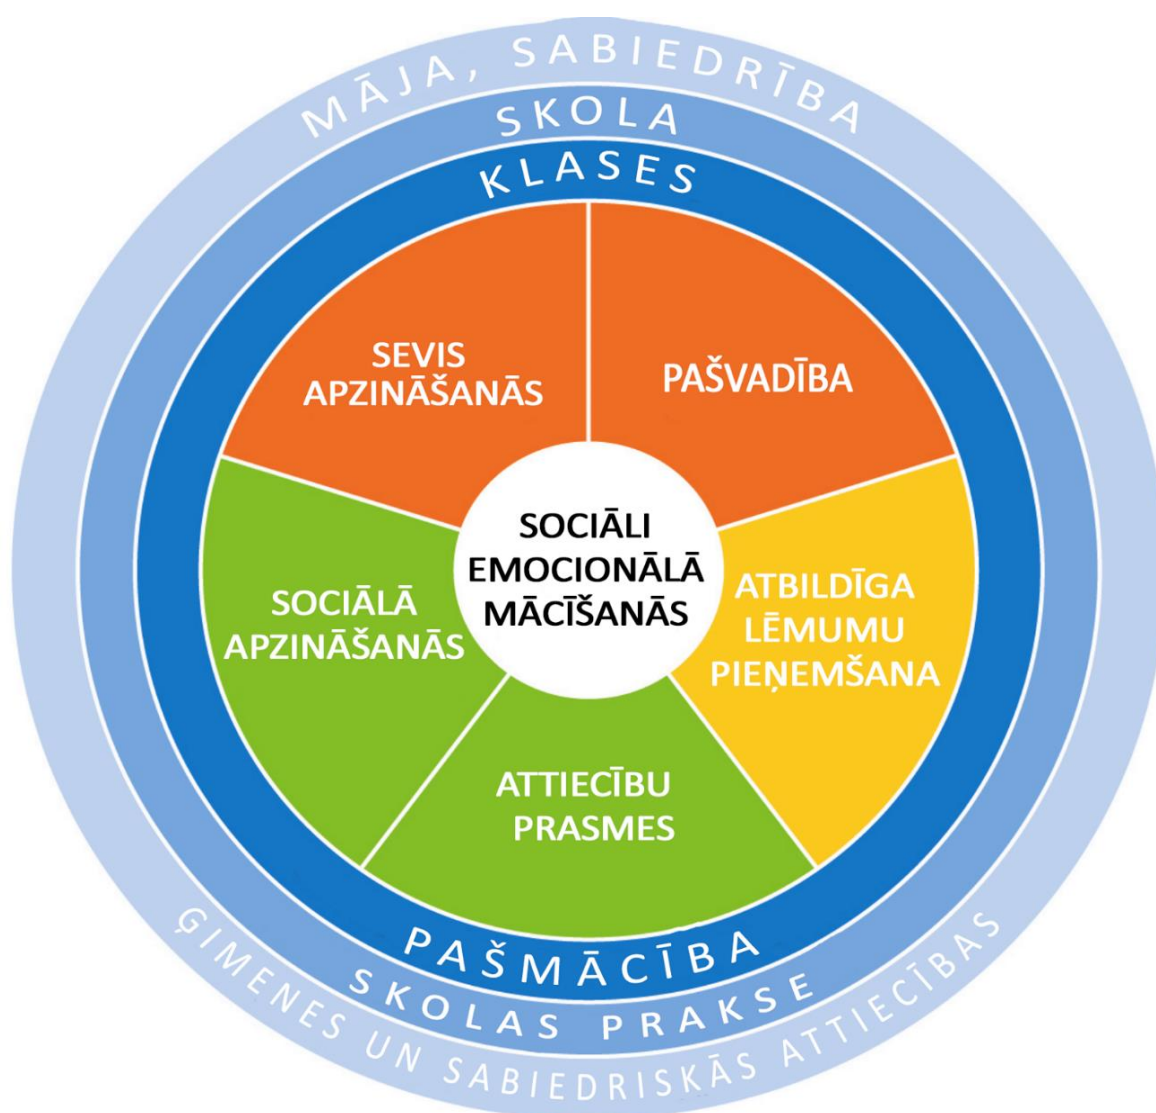 MĀJA, SABIEDRĪBA
SKOLA
KLASES
SEVIS
APZINĀŠANĀS
PAŠVADĪBA
SOCIĀLI
EMOCIONĀLĀ
MĀCĪŠANĀS
SOCIĀLĀ
APZINĀŠANĀS
ATBILDĪGA
LĒMUMU
PIEŅEMŠANA
ATTIECĪBU
PRASMES
PAŠMĀCĪBA
SKOLAS PRAKSE
ĢIMENES UN SABIEDRISKĀS ATTIECĪBAS